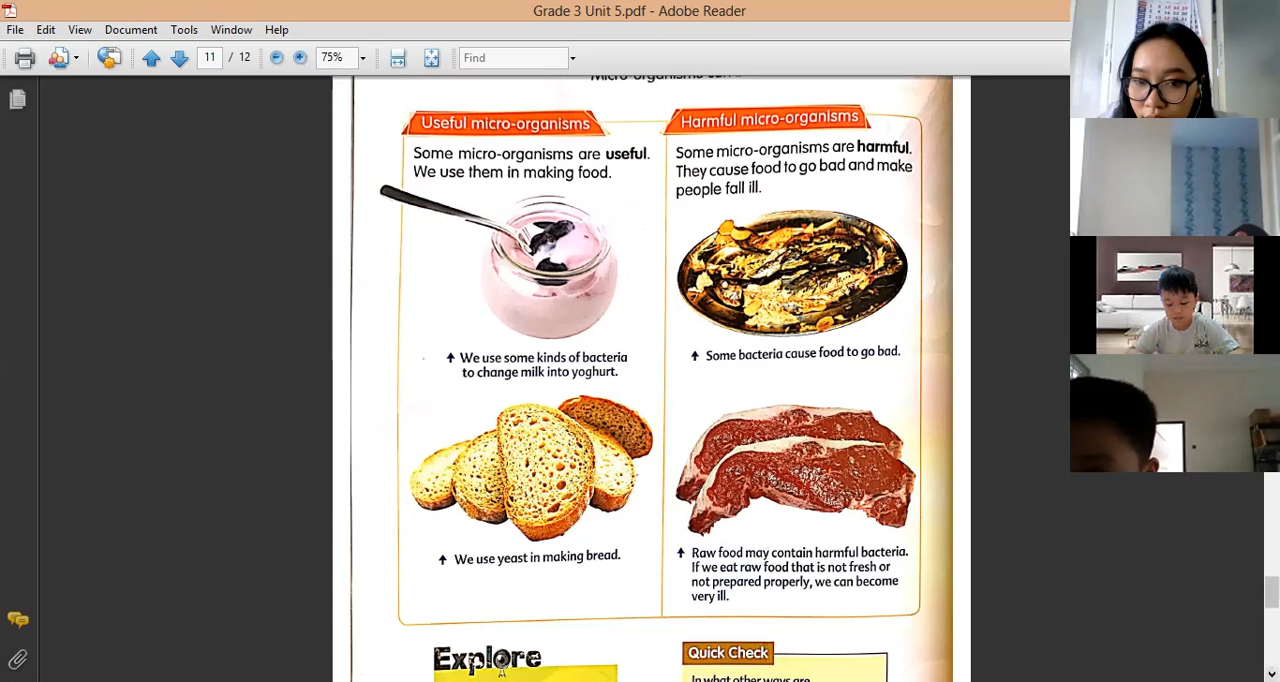 Grade 3 Unit 5.pdf - Adobe Reader
File Edit View Document Tools Window Help
11 / 12 75% Find
Useful micro-organisms
Some micro-organisms are useful.
We use them in making food.
We use some kinds of bacteria
to change milk into yoghurt.
We use yeast in making bread.
Harmful micro-organisms
Some micro-organisms are harmful.
They cause food to go bad and make
people fall ill.
Some bacteria cause food to go bad.
Raw food may contain harmful bacteria.
If we eat raw food that is not fresh or
not prepared properly, we can become
very ill.
Explore
Quick Check
In what other ways are